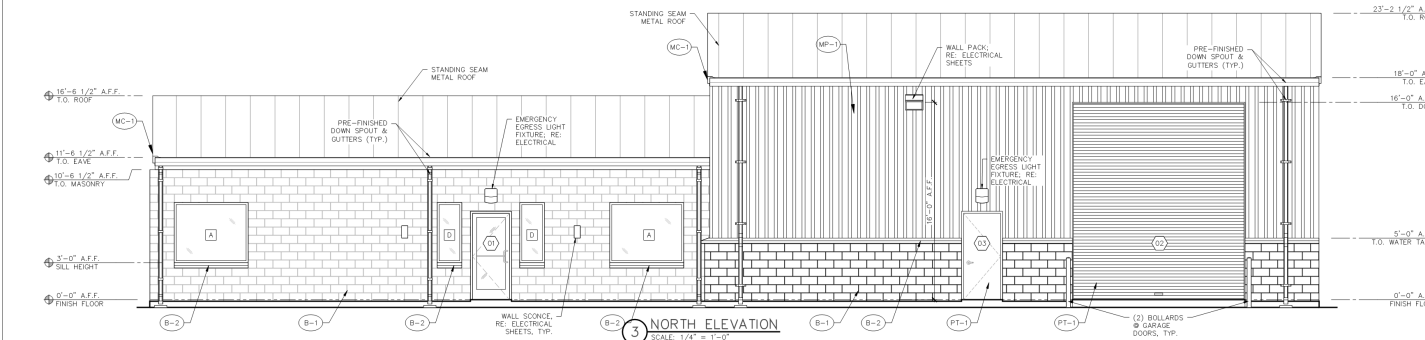 STANDING SEAM
METAL ROOF
23'-2 1/2" A.
T.O. R
MC-1
MP-1
WALL PACK;
RE: ELECTRICAL
SHEETS
PRE-FINISHED
DOWN SPOUT &
GUTTERS (TYP.)
18'-0" A.
T.O. EA
16'-0" A.
T.O. D
STANDING SEAM
METAL ROOF
16'-6 1/2" A.F.F.
T.O. ROOF
MC-1
PRE-FINISHED
DOWN SPOUT &
GUTTERS (TYP.)
EMERGENCY
EGRESS LIGHT
FIXTURE; RE:
ELECTRICAL
11'-6 1/2" A.F.F.
T.O. EAVE
10'-6 1/2" A.F.F.
T.O. MASONRY
EMERGENCY
EGRESS LIGHT
FIXTURE; RE:
ELECTRICAL
16'-0" A.F.F.
A
D
01
D
A
03
02
5'-0" A.
T.O. WATER TA
3'-0" A.F.F.
SILL HEIGHT
0'-0" A.F.F.
FINISH FLOOR
0'-0" A.
FINISH FL
B-2
B-1
B-2
WALL SCONCE,
RE: ELECTRICAL
SHEETS, TYP.
B-2
B-1
B-2
PT-1
PT-1
(2) BOLLARDS
@ GARAGE
DOORS, TYP.
3
NORTH ELEVATION
SCALE: 1/4" = 1'-0"